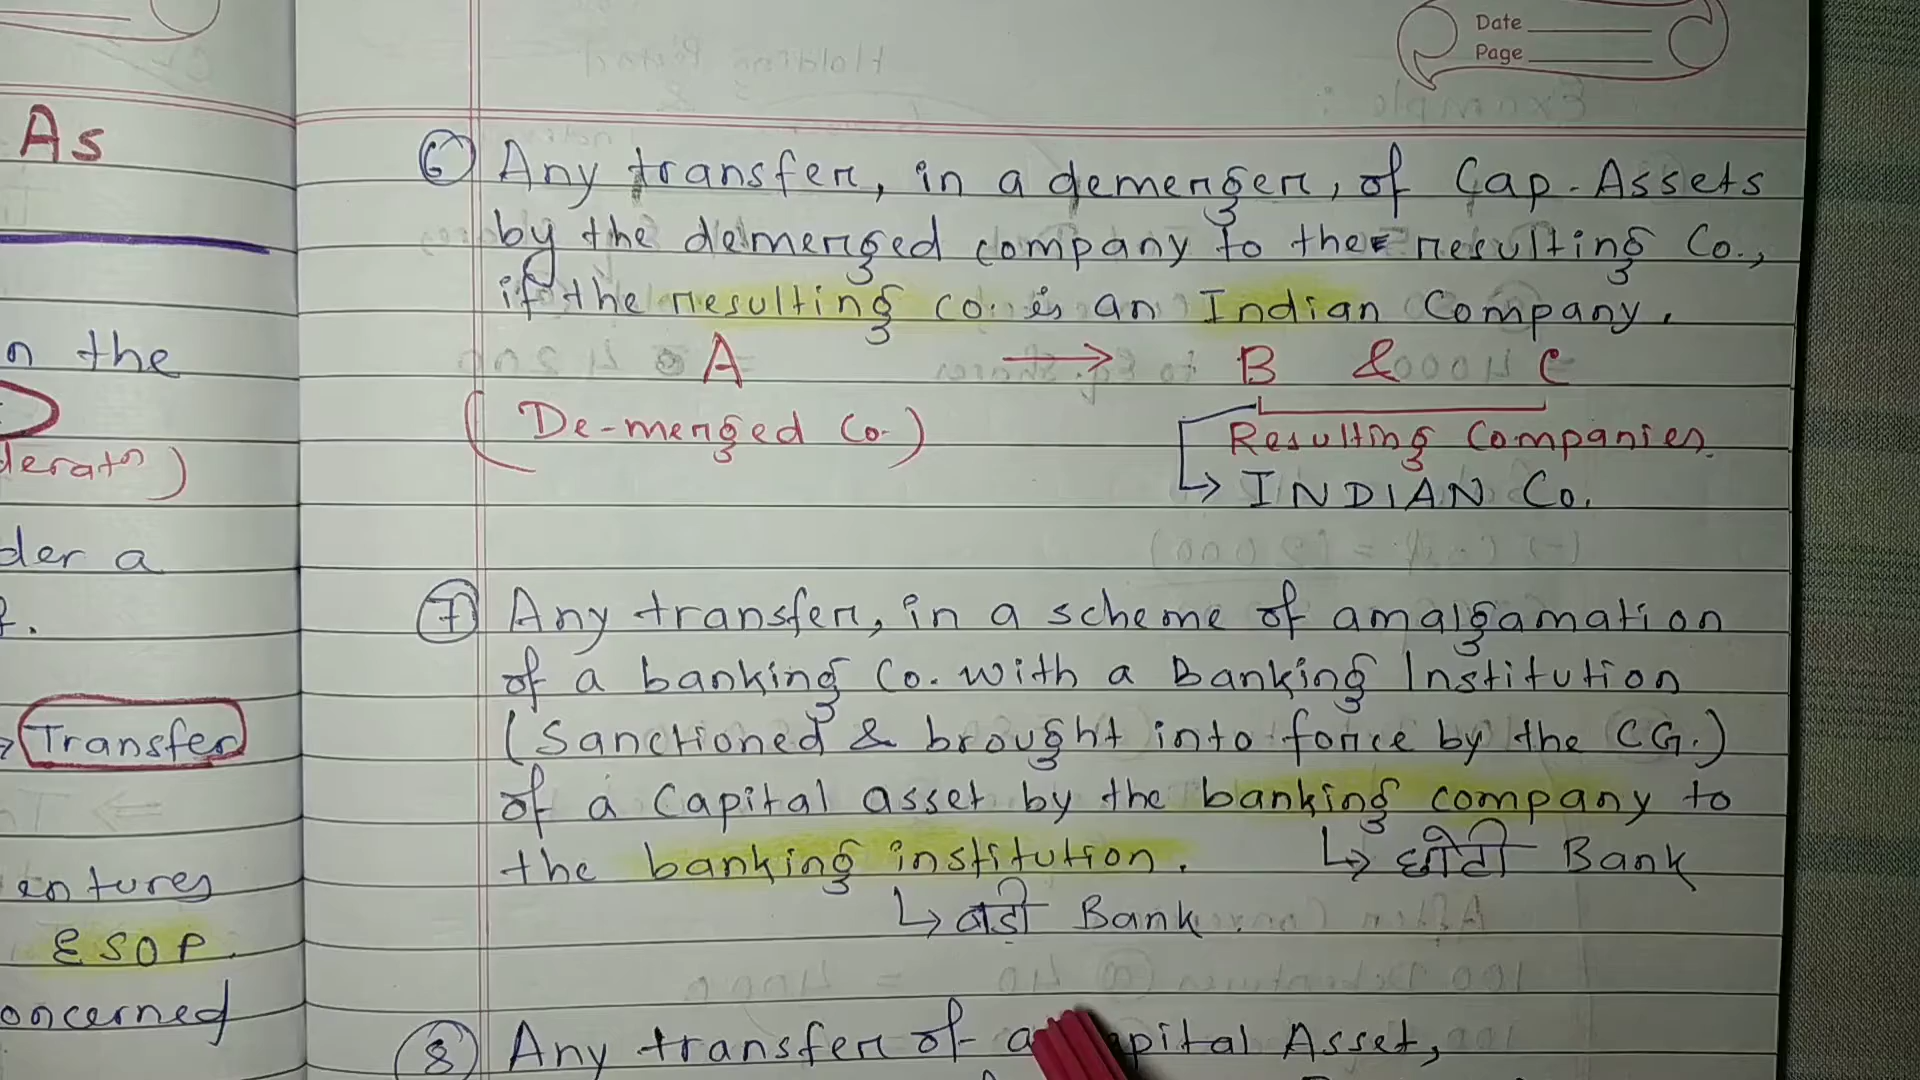 Date
Page
As
n the
deratn)
der a
f.
Transfer
entures
ESOP.
oncerned
⑥ Any transfer, in a demerger, of Cap. Assets
by the demerged company to the resulting Co.,
if the resulting co. is an Indian Company.
A → B & C
(De-merged Co.) Resulting Companies.
↳ INDIAN Co.
⑦ Any transfer, in a scheme of amalgamation
of a banking Co. with a Banking Institution
(Sanctioned & brought into force by the CG.)
of a Capital asset by the banking company to
the banking institution. ↳ छोटी Bank
↳ बडी Bank.
⑧ Any transfer of a Capital Asset,